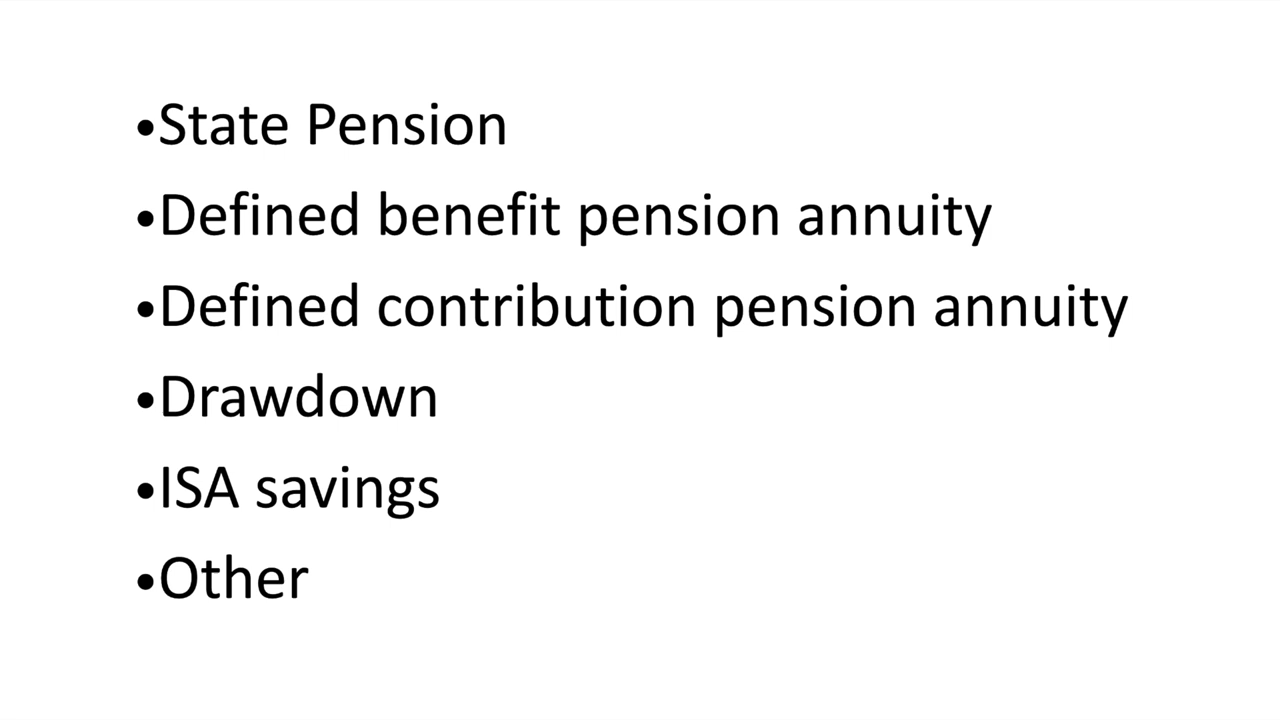 •State Pension
•Defined benefit pension annuity
•Defined contribution pension annuity
•Drawdown
•ISA savings
•Other